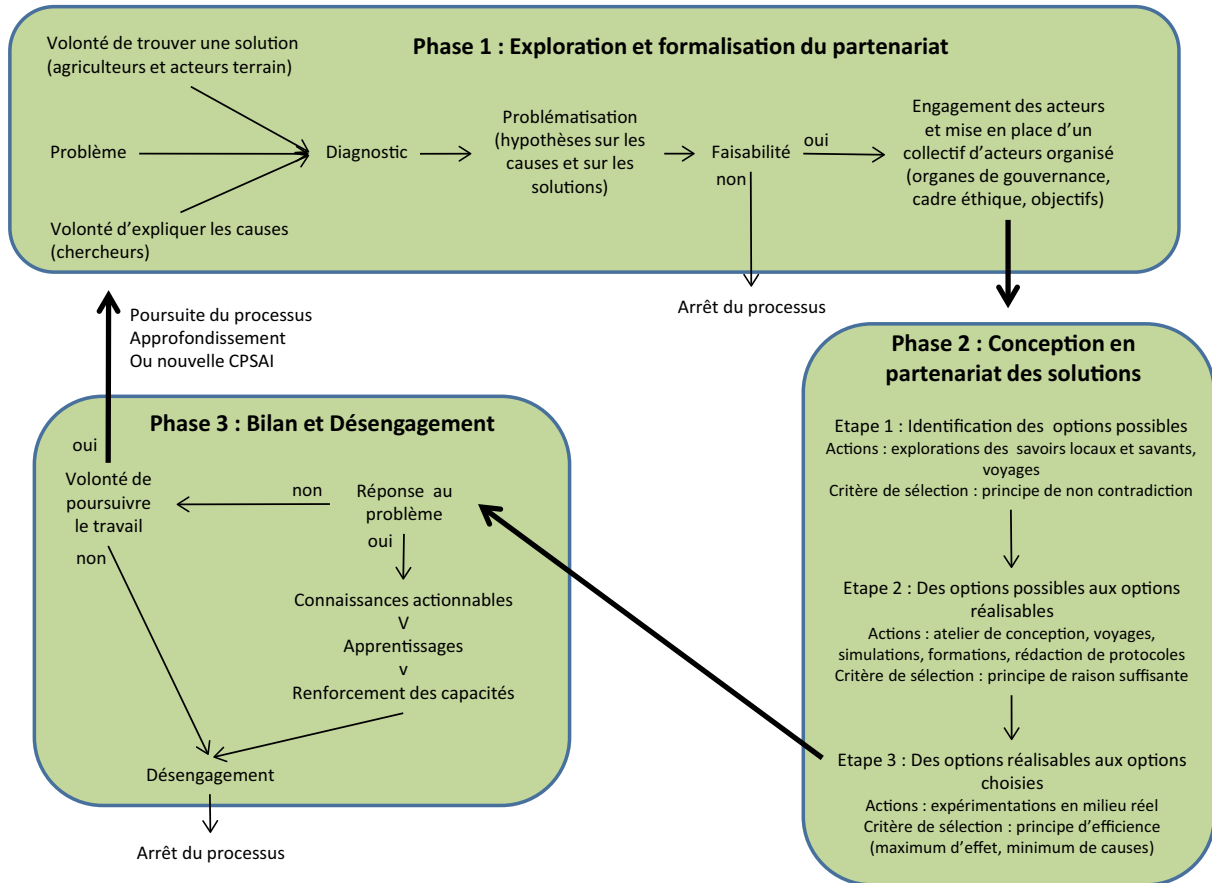 Phase 1 : Exploration et formalisation du partenariat
Volonté de trouver une solution
(agriculteurs et acteurs terrain)
Problème
Volonté d’expliquer les causes
(chercheurs)
Diagnostic
Problématisation
(hypothèses sur les
causes et sur les
solutions)
Faisabilité
oui
non
Engagement des acteurs
et mise en place d’un
collectif d’acteurs organisé
(organes de gouvernance,
cadre éthique, objectifs)
Arrêt du processus
Poursuite du processus
Approfondissement
Ou nouvelle CPSAI
Phase 2 : Conception en
partenariat des solutions
Etape 1 : Identification des options possibles
Actions : explorations des savoirs locaux et savants,
voyages
Critère de sélection : principe de non contradiction
Etape 2 : Des options possibles aux options
réalisables
Actions : atelier de conception, voyages,
simulations, formations, rédaction de protocoles
Critère de sélection : principe de raison suffisante
Etape 3 : Des options réalisables aux options
choisies
Actions : expérimentations en milieu réel
Critère de sélection : principe d’efficience
(maximum d’effet, minimum de causes)
Phase 3 : Bilan et Désengagement
oui
Volonté de
poursuivre
le travail
non
non
Réponse au
problème
oui
Connaissances actionnables
V
Apprentissages
v
Renforcement des capacités
Désengagement
Arrêt du processus